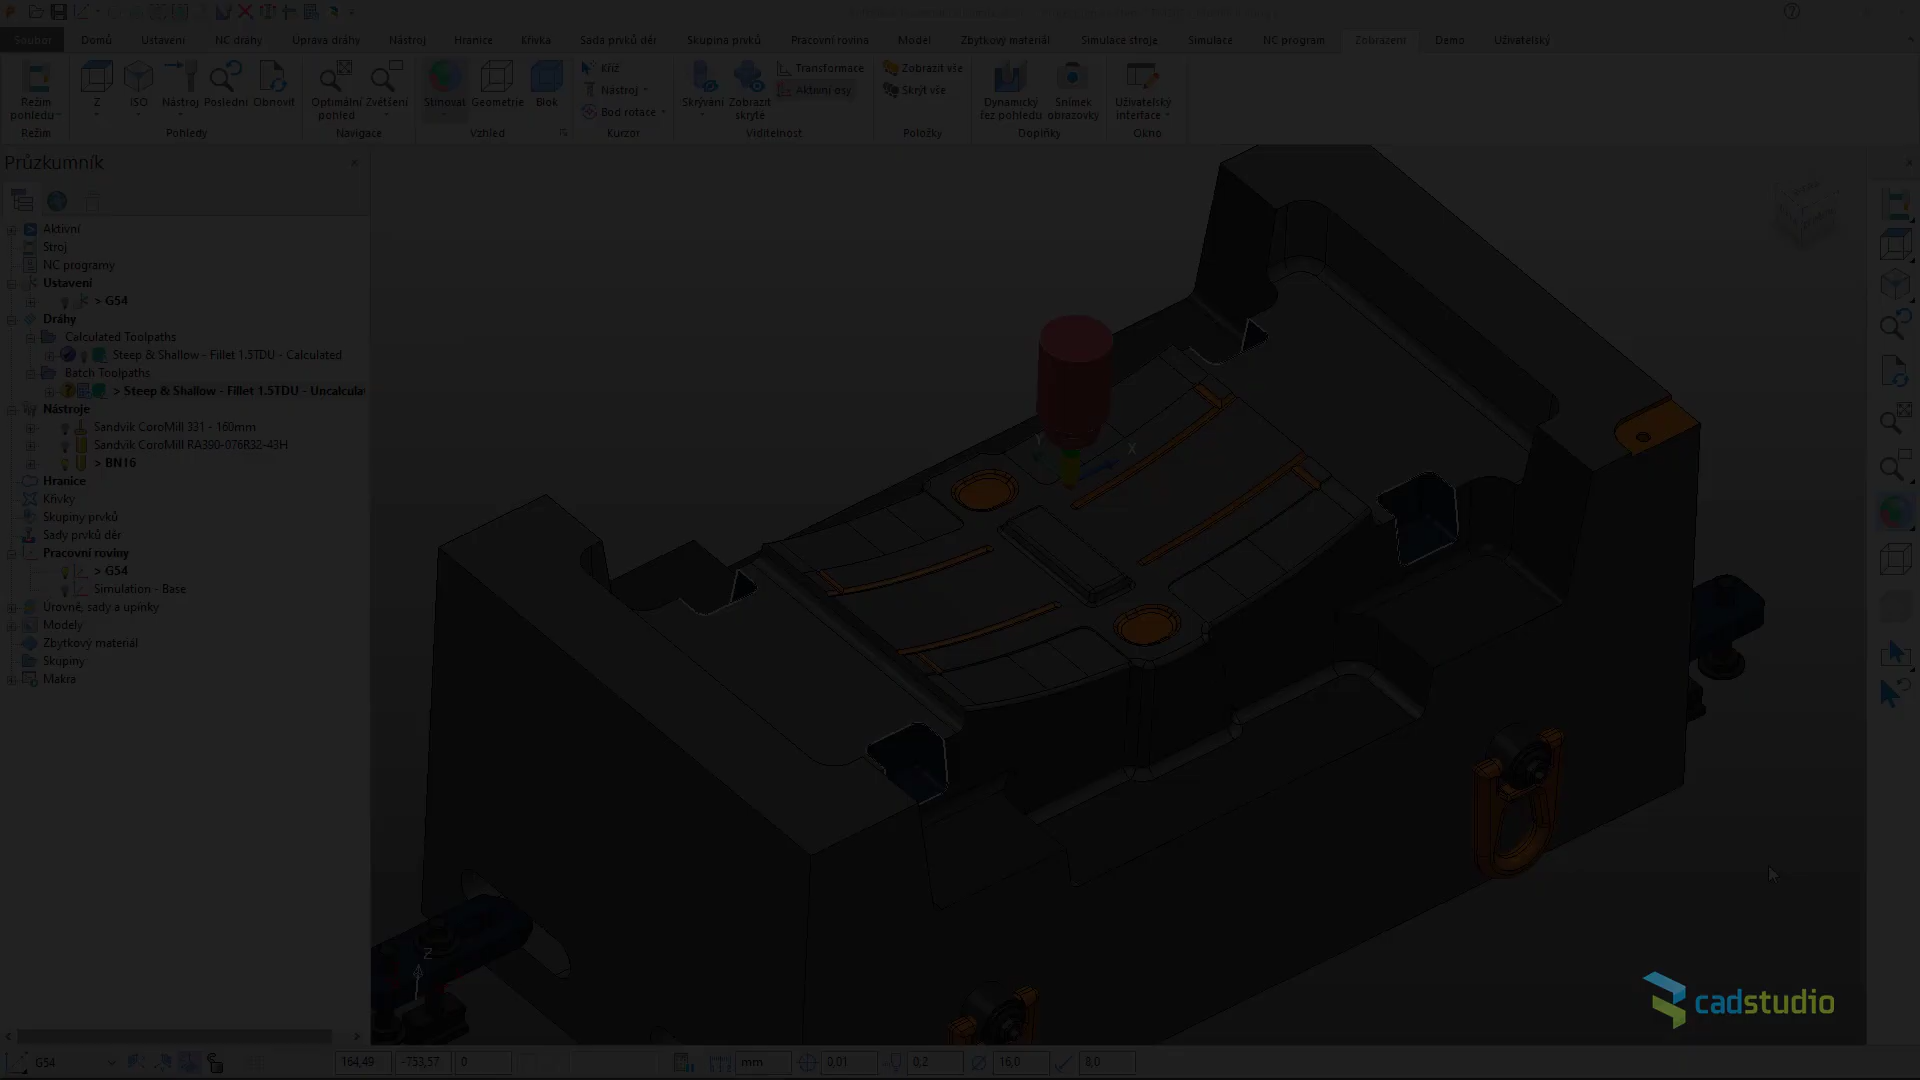 Soubor Domů Ustavení NC dráhy Úprava dráhy Nástroj Hranice Křivka Sada prvků děr Skupina prvků Pracovní rovina Model Zbytkový materiál Simulace stroje Simulace NC program Zobrazení Demo Uživatelský
Režim pohledu
Režim
Z ISO Nástroj Poslední Obnovit
Pohledy
Optimální pohled Zvětšení
Navigace
Stínovat Geometrie Blok
Vzhled
Kříž
Nástroj
Bod rotace
Kurzor
Skrývání Zobrazit skryté
Transformace
Aktivní osy
Viditelnost
Zobrazit vše
Skrýt vše
Položky
Dynamický řez pohledu Snímek obrazovky
Doplňky
Uživatelský interface
Okno
Průzkumník
Aktivní
Stroj
NC programy
Ustavení
> G54
Dráhy
Calculated Toolpaths
Steep & Shallow - Fillet 1.5TDU - Calculated
Batch Toolpaths
> Steep & Shallow - Fillet 1.5TDU - Uncalcula
Nástroje
Sandvik CoroMill 331 - 160mm
Sandvik CoroMill RA390-076R32-43H
> BN16
Hranice
Křivky
Skupiny prvků
Sady prvků děr
Pracovní roviny
> G54
Simulation - Base
Úrovně, sady a upínky
Modely
Zbytkový materiál
Skupiny
Makra
Y
X
Z
cadstudio
G54 164,49 -753,57 0 mm 0,01 0,2 16,0 8,0